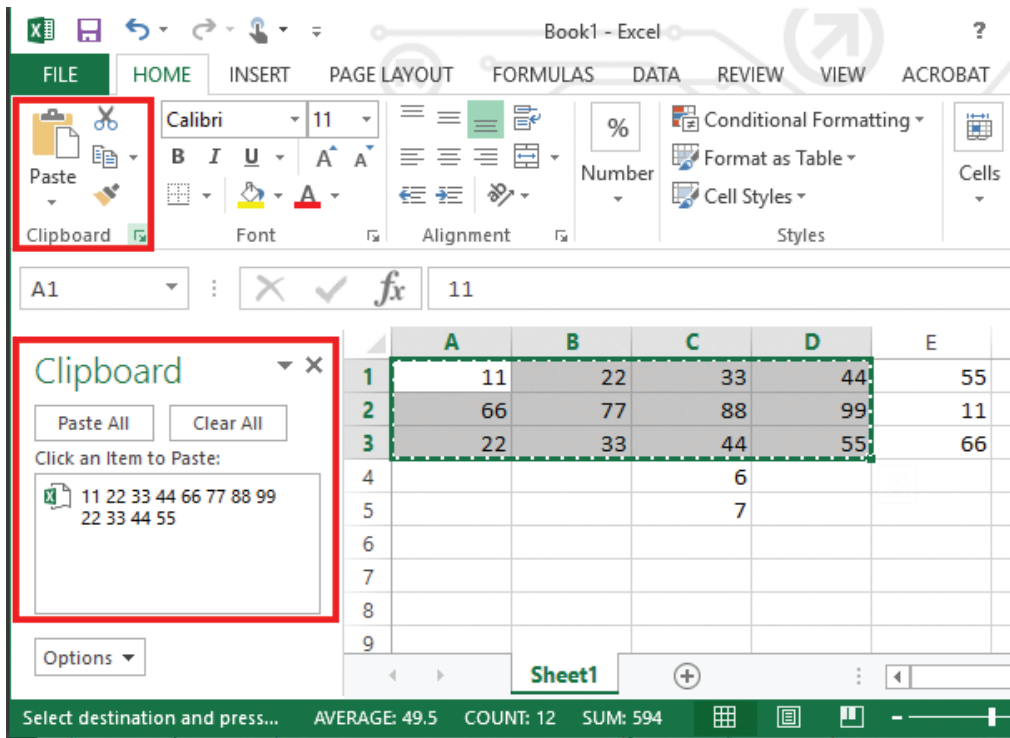 Book1 - Excel ?
FILE HOME INSERT PAGE LAYOUT FORMULAS DATA REVIEW VIEW ACROBAT
Paste
Clipboard
Calibri 11
B I U A A
A
Font
Alignment
%
Number
Conditional Formatting
Format as Table
Cell Styles
Styles
Cells
A1 fx 11
Clipboard
Paste All Clear All
Click an Item to Paste:
11 22 33 44 66 77 88 99
22 33 44 55
Options
A B C D E
1 11 22 33 44 55
2 66 77 88 99 11
3 22 33 44 55 66
4 6
5 7
6
7
8
9
Sheet1
Select destination and press... AVERAGE: 49.5 COUNT: 12 SUM: 594